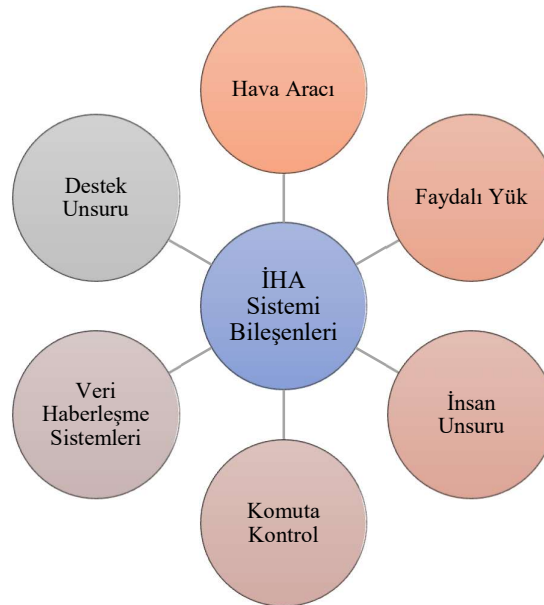 Hava Aracı
Faydalı Yük
İnsan
Unsuru
Komuta
Kontrol
Veri
Haberleşme
Sistemleri
Destek
Unsuru
İHA
Sistemi
Bileşenleri